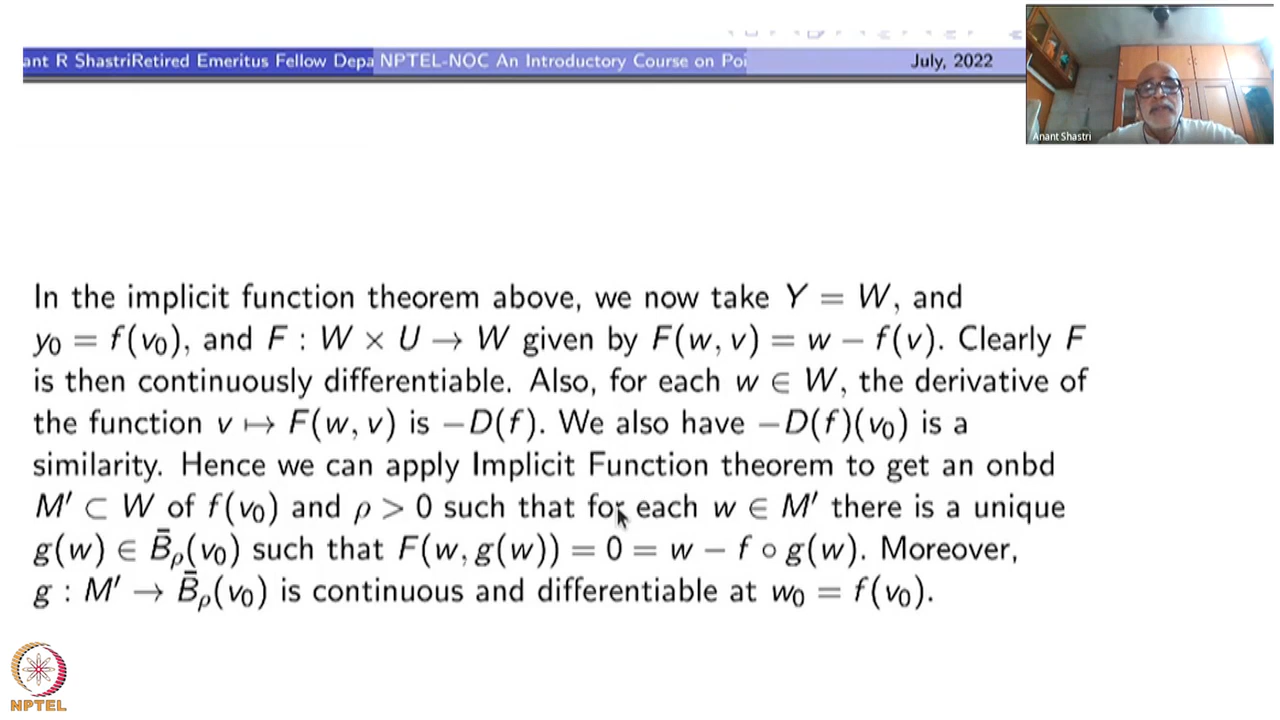 ant R ShastriRetired Emeritus Fellow Depa NPTEL-NOC An Introductory Course on Poi July, 2022
Anant Shastri
In the implicit function theorem above, we now take Y = W, and
y₀ = f(v₀), and F : W × U → W given by F(w, v) = w − f(v). Clearly F
is then continuously differentiable. Also, for each w ∈ W, the derivative of
the function v ↦ F(w, v) is −D(f). We also have −D(f)(v₀) is a
similarity. Hence we can apply Implicit Function theorem to get an onbd
M′ ⊂ W of f(v₀) and ρ > 0 such that for each w ∈ M′ there is a unique
g(w) ∈ B̄ρ(v₀) such that F(w, g(w)) = 0 = w − f ∘ g(w). Moreover,
g : M′ → B̄ρ(v₀) is continuous and differentiable at w₀ = f(v₀).
NPTEL